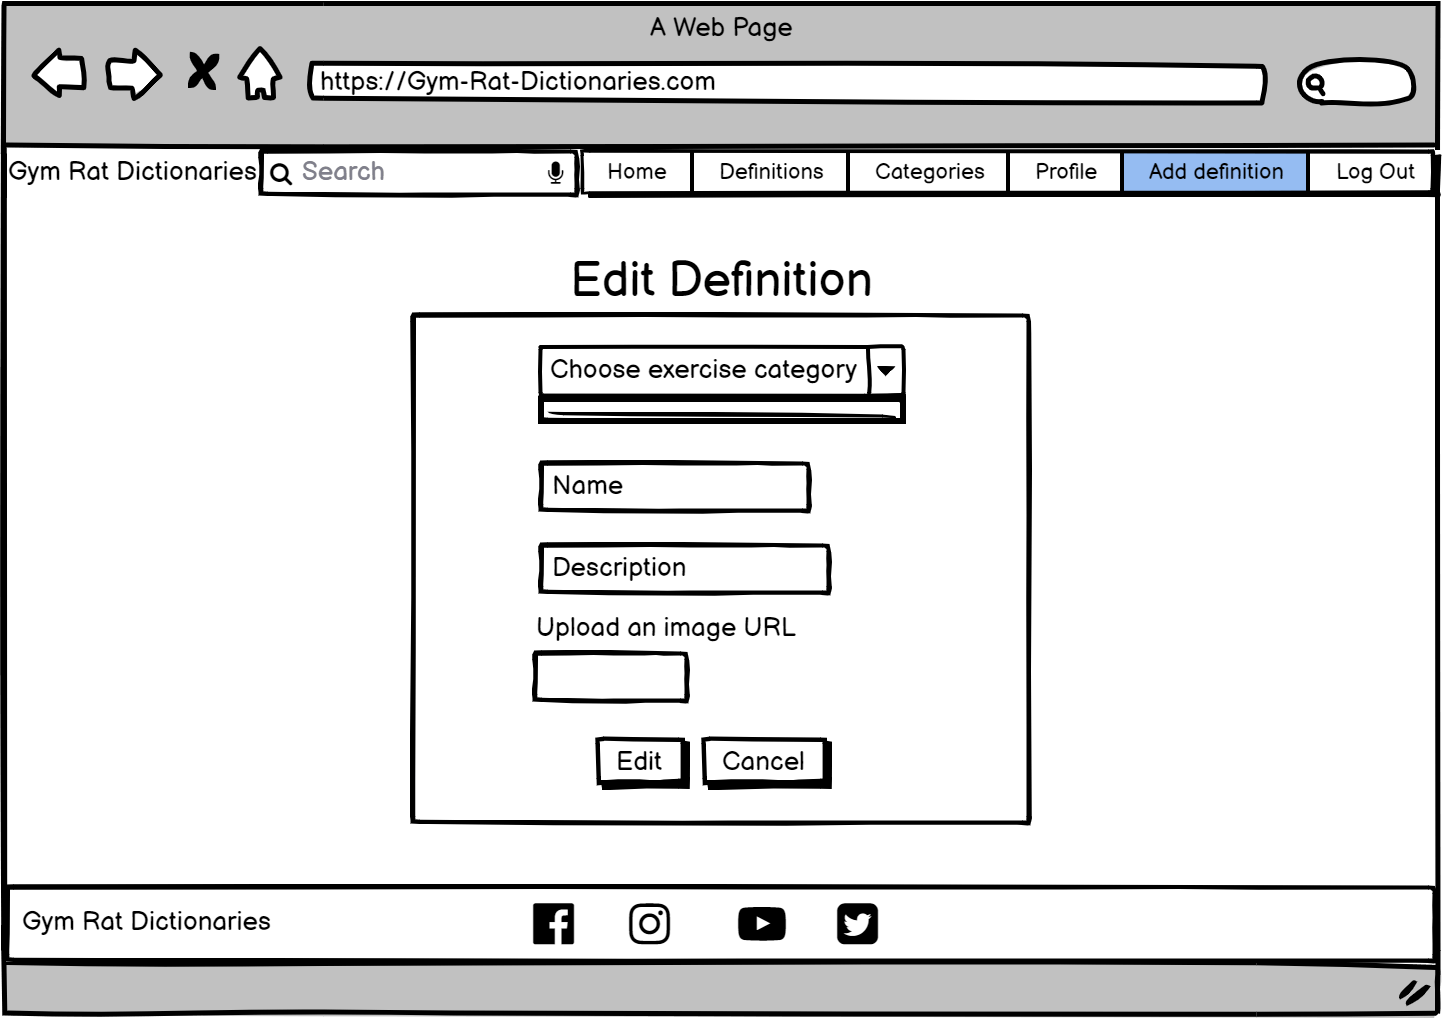 A Web Page
https://Gym-Rat-Dictionaries.com
Gym Rat Dictionaries Search Home Definitions Categories Profile Add definition Log Out
Edit Definition
Choose exercise category
Name
Description
Upload an image URL
Edit Cancel
Gym Rat Dictionaries